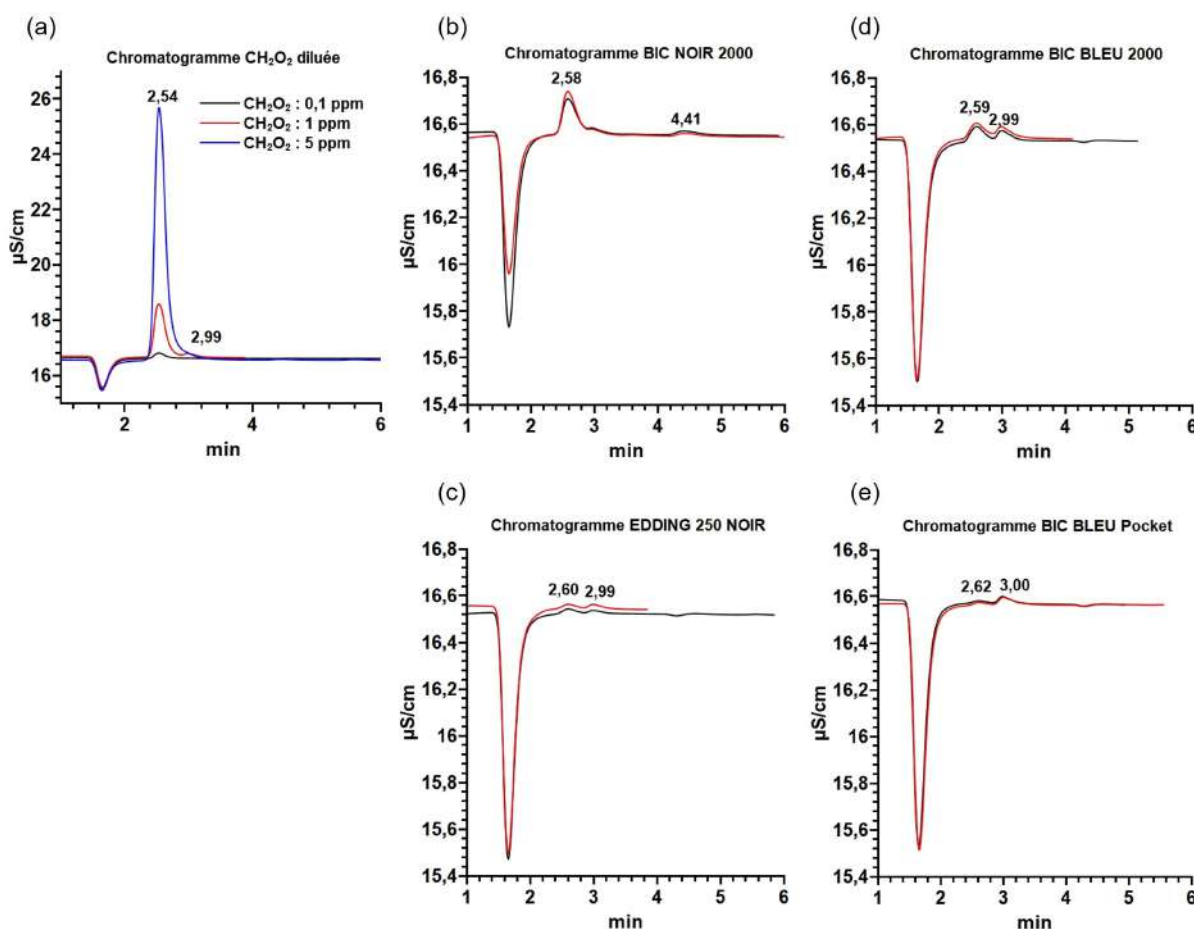 (a)
Chromatogramme CH₂O₂ diluée
26
24
22
20
18
16
µS/cm
2,54
2,99
CH₂O₂ : 0,1 ppm
CH₂O₂ : 1 ppm
CH₂O₂ : 5 ppm
2 4 6
min
(b)
Chromatogramme BIC NOIR 2000
16,8
16,6
16,4
16,2
16
15,8
15,6
15,4
µS/cm
2,58
4,41
1 2 3 4 5 6
min
(d)
Chromatogramme BIC BLEU 2000
16,8
16,6
16,4
16,2
16
15,8
15,6
15,4
µS/cm
2,59
2,99
1 2 3 4 5 6
min
(c)
Chromatogramme EDDING 250 NOIR
16,8
16,6
16,4
16,2
16
15,8
15,6
15,4
µS/cm
2,60 2,99
1 2 3 4 5 6
min
(e)
Chromatogramme BIC BLEU Pocket
16,8
16,6
16,4
16,2
16
15,8
15,6
15,4
µS/cm
2,62 3,00
1 2 3 4 5 6
min